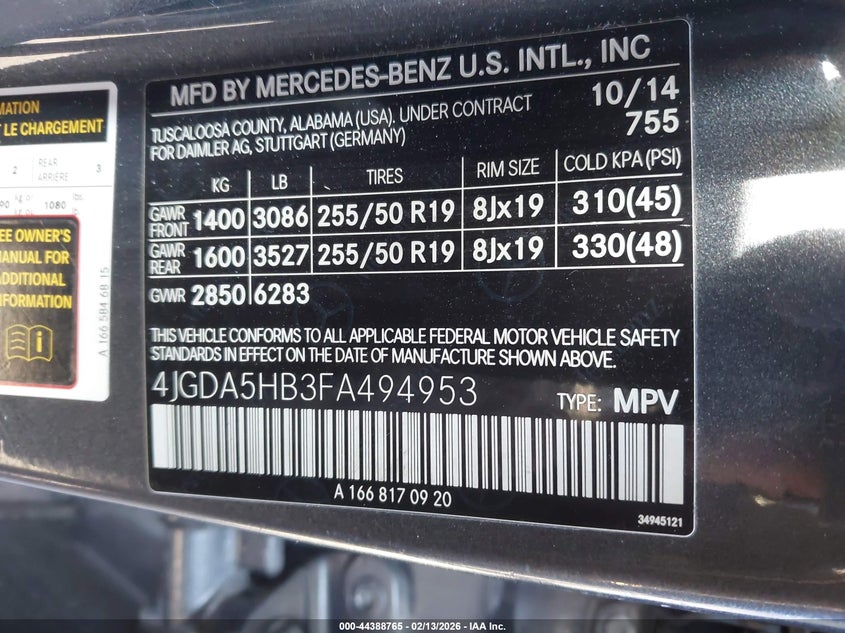 MFD BY MERCEDES-BENZ U.S. INTL., INC
TUSCALOOSA COUNTY, ALABAMA (USA). UNDER CONTRACT 10/14
FOR DAIMLER AG, STUTTGART (GERMANY) 755
KG LB TIRES RIM SIZE COLD KPA (PSI)
GAWR FRONT 1400 3086 255/50 R19 8Jx19 310(45)
GAWR REAR 1600 3527 255/50 R19 8Jx19 330(48)
GVWR 2850 6283
THIS VEHICLE CONFORMS TO ALL APPLICABLE FEDERAL MOTOR VEHICLE SAFETY
STANDARDS IN EFFECT ON THE DATE OF MANUFACTURE SHOWN ABOVE.
4JGDA5HB3FA494953 TYPE: MPV
A 166 817 09 20
34945121
LE CHARGEMENT
2 REAR ARRIÈRE 3
1080
OWNER'S
MANUAL FOR
ADDITIONAL
INFORMATION
A 166 584 68 15
000-44388765 - 02/13/2026 - IAA Inc.